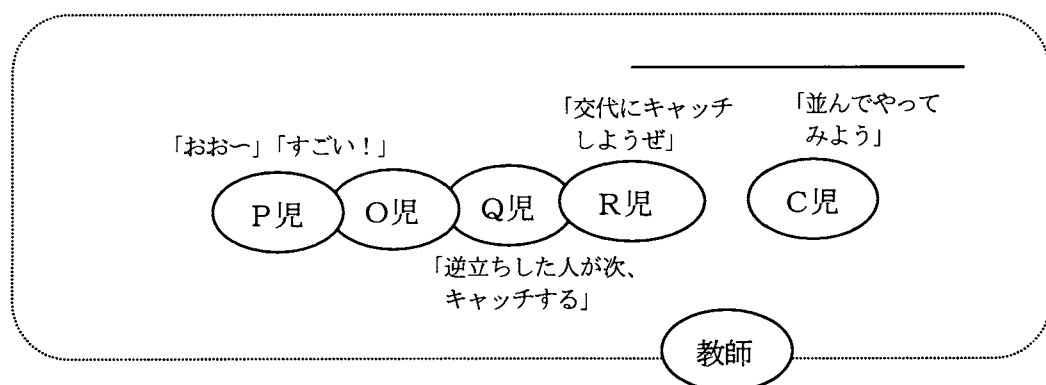 「交代にキャッチ
しようぜ」
「並んでやって
みよう」
「おお〜」「すごい！」
P児
O児
Q児
R児
C児
「逆立ちした人が次、
キャッチする」
教師